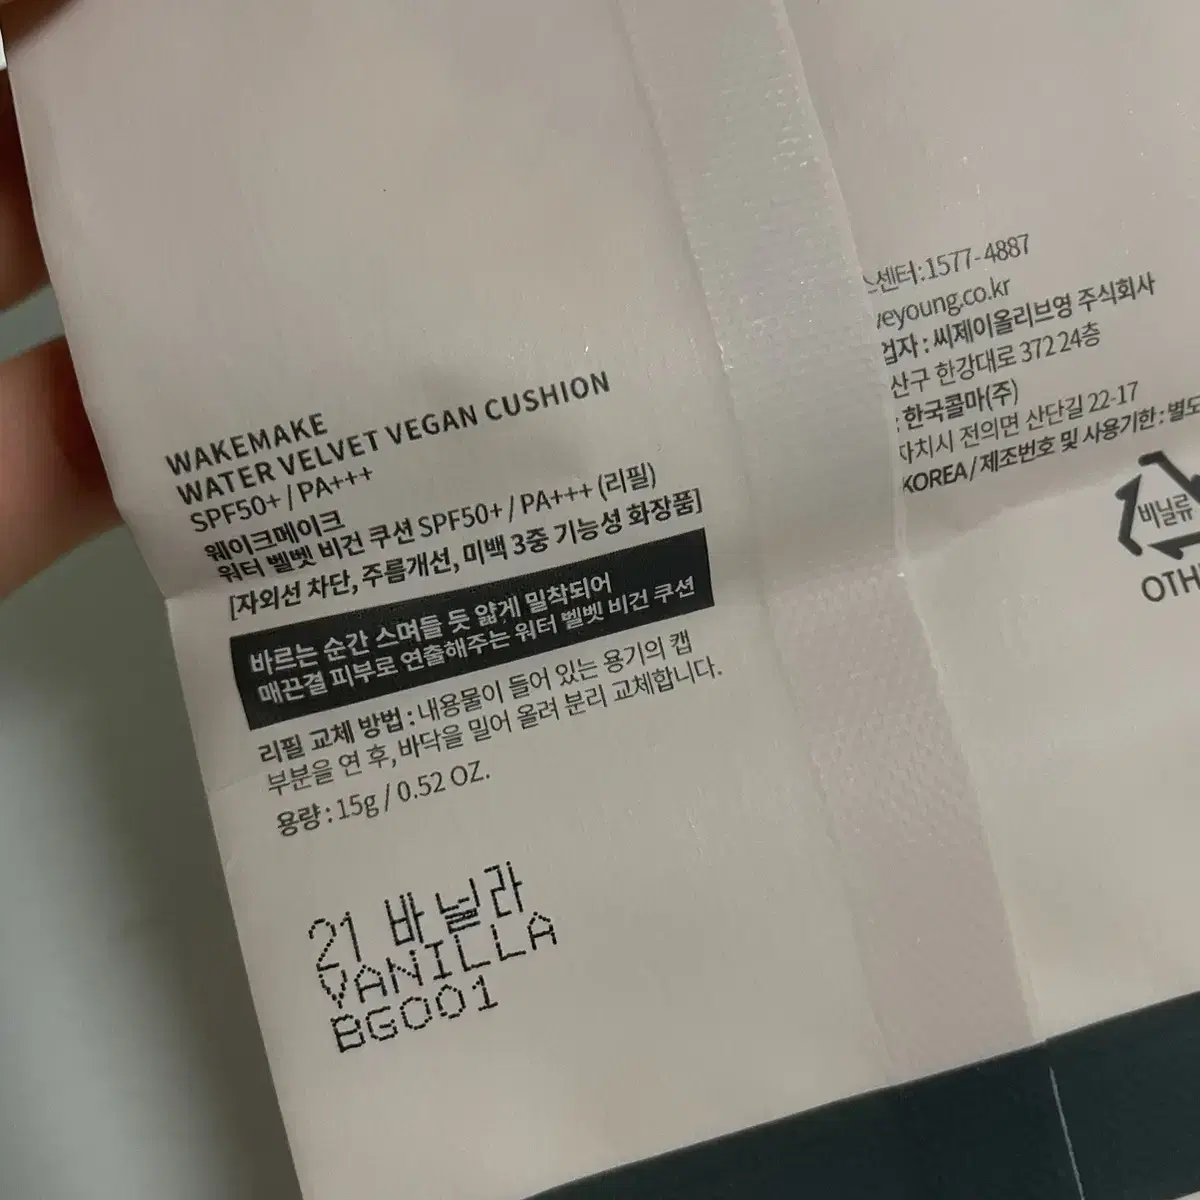 WAKEMAKE
WATER VELVET VEGAN CUSHION
SPF50+ / PA+++
웨이크메이크
워터 벨벳 비건 쿠션 SPF50+ / PA+++ (리필)
[자외선 차단, 주름개선, 미백 3중 기능성 화장품]
바르는 순간 스며들 듯 얇게 밀착되어
매끈결 피부로 연출해주는 워터 벨벳 비건 쿠션
리필 교체 방법 : 내용물이 들어 있는 용기의 캡
부분을 연 후, 바닥을 밀어 올려 분리 교체합니다.
용량 : 15g / 0.52 OZ.
21 바닐라
VANILLA
BG001
센터:1577-4887
veyoung.co.kr
업자 : 씨제이올리브영 주식회사
산구 한강대로 372 24층
: 한국콜마(주)
자치시 전의면 산단길 22-17
KOREA / 제조번호 및 사용기한 : 별도
비닐류
OTH